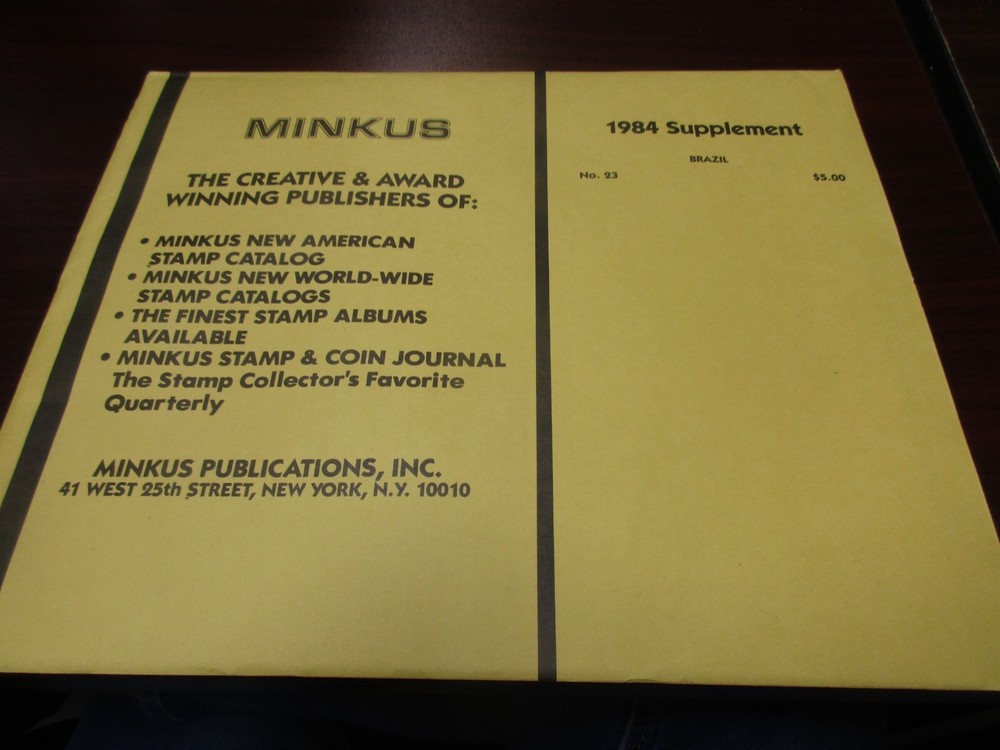 MINKUS
THE CREATIVE & AWARD
WINNING PUBLISHERS OF:
• MINKUS NEW AMERICAN
STAMP CATALOG
• MINKUS NEW WORLD-WIDE
STAMP CATALOGS
• THE FINEST STAMP ALBUMS
AVAILABLE
• MINKUS STAMP & COIN JOURNAL
The Stamp Collector's Favorite
Quarterly
MINKUS PUBLICATIONS, INC.
41 WEST 25th STREET, NEW YORK, N.Y. 10010
1984 Supplement
BRAZIL
No. 23 $5.00